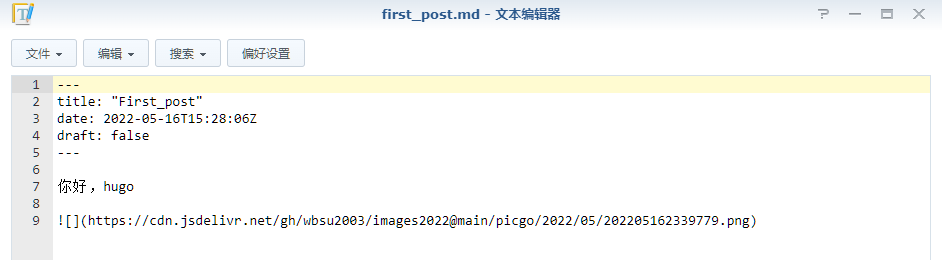 first_post.md - 文本编辑器
文件 编辑 搜索 偏好设置
1 ---
2 title: "First_post"
3 date: 2022-05-16T15:28:06Z
4 draft: false
5 ---
6
7 你好，hugo
8
9 ![](https://cdn.jsdelivr.net/gh/wbsu2003/images2022@main/picgo/2022/05/202205162339779.png)